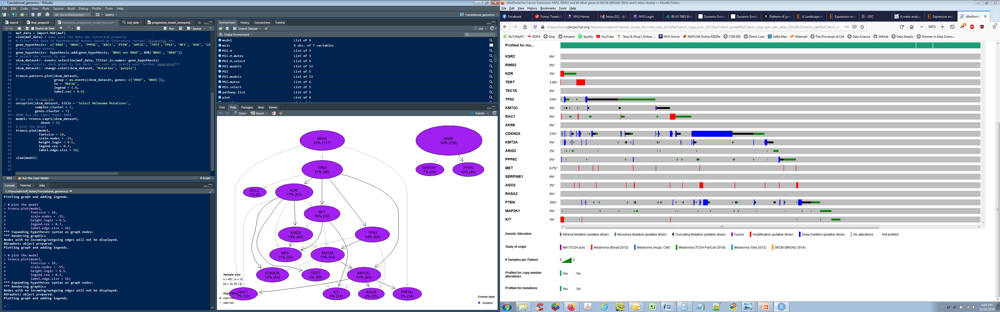 Translational_genomics - RStudio
File Edit Code View Plots Session Build Debug Profile Tools Help
Go to file/function Addins Translational_genomics
main.R final_project.R melanoma_progression_model_tronco.R* maf_data progression_model_review.md
Source on Save Run Source
28 maf_data = import.MAF(maf)
29 view(maf_data) # make sure the data was converted properly
30 # filter the data to hypothesized events based on literature review/ cbioportal etc.
31 gene_hypothesis<- c('BRAF', 'NRAS', 'PPP6C', 'RAC1', 'PTEN', 'KMT2C', 'TP53','TP63', 'NF1', 'KDR', 'CD
32 # exclusivity events
33 gene_hypothesis<- hypothesis.add(gene_hypothesis, 'NRAS xor BRAF', XOR('NRAS', 'BRAF'))
34 # select the events to run
35 skcm_dataset<- events.selection(maf_data, filter.in.names= gene_hypothesis)
36 # change colors, dark green is too dark, not sure why events wont further seperated???
37 skcm_dataset<- change.color(skcm_dataset, 'Mutation', 'purple')
38
39 tronco.pattern.plot(skcm_dataset,
40 group = as.events(skcm_dataset, genes= c('BRAF', 'NRAS')),
41 to = 'MUC16',
42 legend = 1.0,
43 label.cex = 0.8)
44
45 # see the on-coprint
46 oncoprint(skcm_dataset, title = 'Select Melanoma Mutations',
47 samples.cluster = T,
48 genes.cluster = T)
49 #### Run the Capri Model ####
50 model<-tronco.capri(skcm_dataset,
51 nboot = 5)
52 # plot the model
53 tronco.plot(model,
54 fontsize = 18,
55 scale.nodes = .55,
56 height.logic = 0.5,
57 legend.cex = 0.7,
58 label.edge.size = 16)
59
60 view(model)
61
62
63
60:1 Run the Capri Model R Script
Console Terminal Jobs
C:/Users/admin/R_Notes/Translational_genomics/
Plotting graph and adding legends.
> # plot the model
> tronco.plot(model,
+ fontsize = 18,
+ scale.nodes = .55,
+ height.logic = 0.5,
+ legend.cex = 0.7,
+ label.edge.size = 16)
*** Expanding hypotheses syntax as graph nodes:
*** Rendering graphics
Nodes with no incoming/outgoing edges will not be displayed.
RGraphviz object prepared.
Plotting graph and adding legends.
> # plot the model
> tronco.plot(model,
+ fontsize = 18,
+ scale.nodes = .55,
+ height.logic = 0.5,
+ legend.cex = 0.7,
+ label.edge.size = 16)
*** Expanding hypotheses syntax as graph nodes:
*** Rendering graphics
Nodes with no incoming/outgoing edges will not be displayed.
RGraphviz object prepared.
Plotting graph and adding legends.
>
Environment History Connections Tutorial
Import Dataset List
Global Environment
model List of 9
mols 9 obs. of 7 variables
MSI.H List of 5
MSI.H.mutex List of 3
MSI.H.select List of 5
MSI.models List of 13
MSS List of 5
MSS.models List of 13
MSS.mutex List of 6
MSS.select List of 5
pathway.list List of 5
plot List of 9
Files Plots Packages Help Viewer
Zoom Export Publish
NRAS
25% (117)
BRAF
50% (236)
TP63
21% (96)
MAP2K1
7% (29)
PTEN
10% (46)
BCL2
1% (6)
KDR
17% (83)
NF1
16% (76)
ARID2
14% (65)
TP53
14% (68)
MET
11% (52)
KMT2A
13% (64)
CDKN2A
12% (54)
TERT
6% (30)
KMT2C
13% (64)
RAC1
7% (30)
KIT
6% (24)
AGO2
4% (25)
PPP6C
7% (34)
Sample size
n = 467, m = 19
|G| = 19, |P| = 0
Algorithm:
capri bic
capri aic
Events type
Mutation
cBioPortal for Cancer Genomics: KSR2, RIMS2 and 18 other genes in SKCM (BROAD 2014) and 5 other studies — Mozilla Firefox
File Edit View History Bookmarks Tools Help
Facebook Funny Tweets NYU Home Inbox (11) - jb7 NYU Login BI-GY 7683 Biol Dynamic Evolut Dynamic Evolut Patterns of gen A Landscape of Expression and GDC A meta-analysis Expression and cBioPortal
https://www.cbioportal.org/results/oncoprint?cancer_study_list=mel_ucla_2016%2Cskcm_tcga_pub_2015%2Cskcm_broad%2Cskcm_tcga_pan_can_atlas_2018%2Cskcm_yale%2Cskcm_bro 100%
GoToMyPC BOFA Ebay Amazon Spotify YouTube Stop & Shop | Online ... NYU Home MATLAB Online R2020a CS50 IDE Direct Loan Sallie Mae Webmail The Processes of Life Data Science GitHub Data Skeptic Women in Data Scienc...
Profiled for mu...
KSR2 0%*
RIMS2 0%*
KDR 3%*
TERT 1.8%*
TECTA 0%*
TP53 15%*
KMT2C 4%*
RAC1 6%*
XKR6 0%*
CDKN2A 21%*
KMT2A 5%*
ARID2 2%*
PPP6C 5%*
MET 0.7%*
SERPINE1 0%*
AGO2 2%*
RASA2 0%*
PTEN 10%*
MAP2K1 4%*
KIT 3%*
Genetic Alteration Inframe Mutation (putative driver) Missense Mutation (putative driver) Truncating Mutation (putative driver) Fusion Amplification (putative driver) Deep Deletion (putative driver) No alterations Not profiled
Study of origin Mel (TCGA pub) Melanoma (Broad 2012) Melanoma (Hugo, Cell) Melanoma (TCGA PanCan 2018) Melanoma (Yale 2012) SKCM (BROAD 2014)
# Samples per Patient 0 2
Profiled for copy number
alterations Yes No
Profiled for mutations Yes No
47 47 4:04 PM
12/18/2020